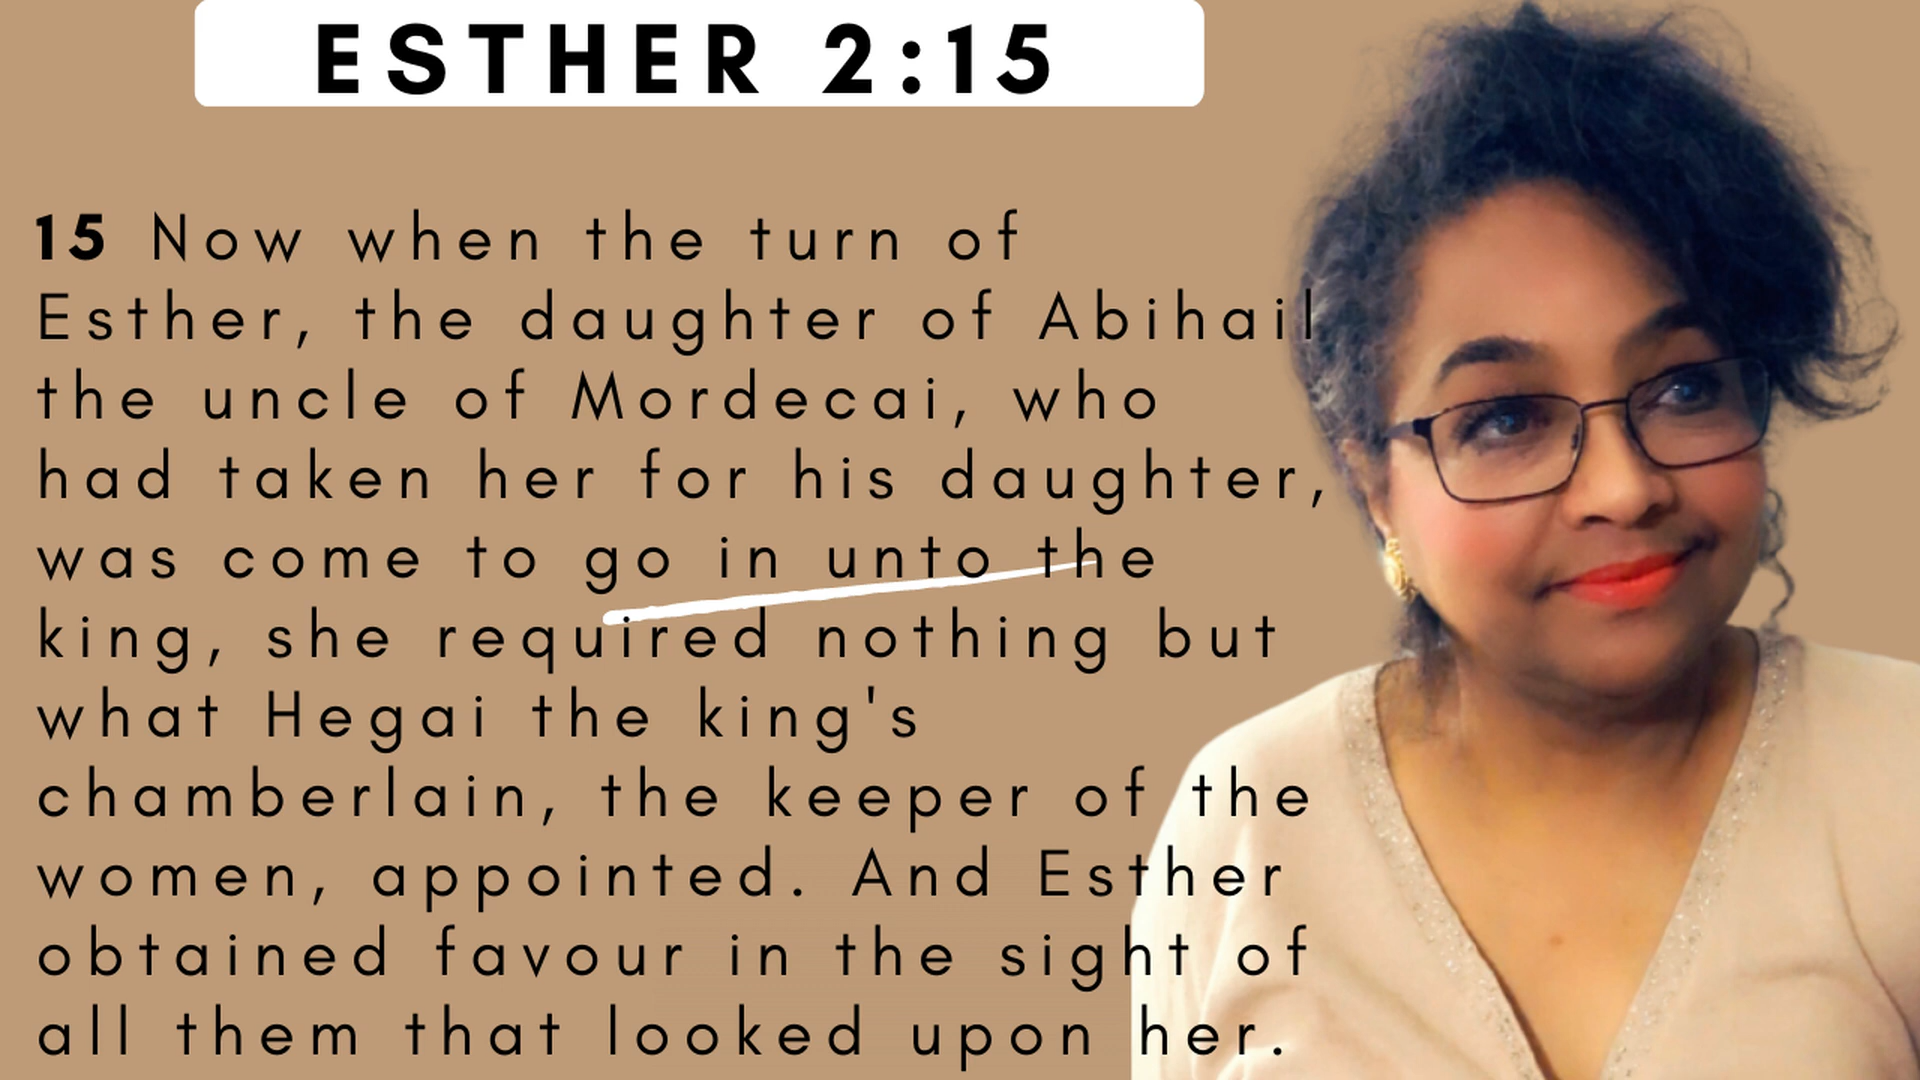 ESTHER 2:15
15 Now when the turn of
Esther, the daughter of Abihail
the uncle of Mordecai, who
had taken her for his daughter,
was come to go in unto the
king, she required nothing but
what Hegai the king's
chamberlain, the keeper of the
women, appointed. And Esther
obtained favour in the sight of
all them that looked upon her.